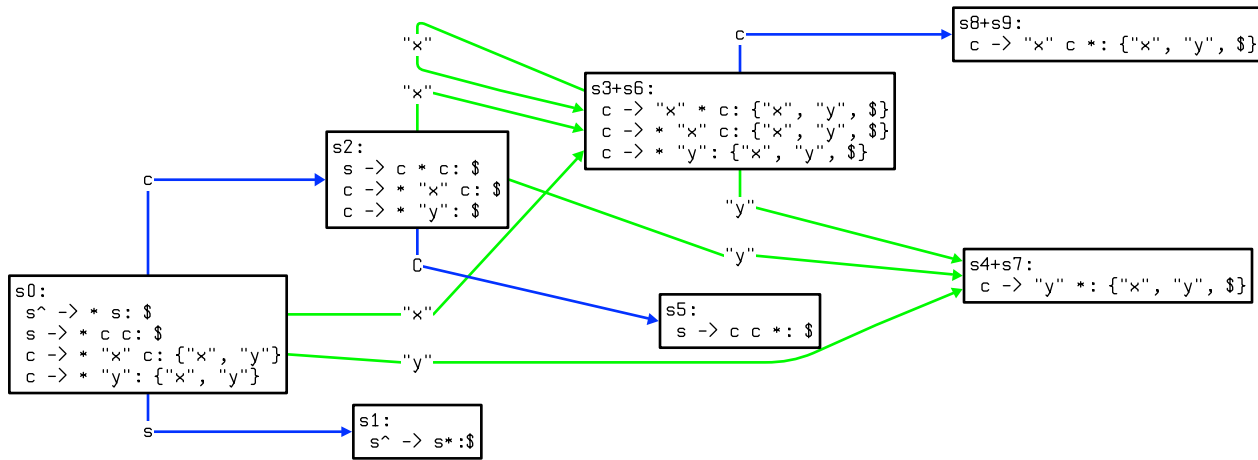 s8+s9:
c -> "x" c *: {"x", "y", $}
c
"x"
"x"
s3+s6:
c -> "x" * c: {"x", "y", $}
c -> * "x" c: {"x", "y", $}
c -> * "y": {"x", "y", $}
s2:
s -> c * c: $
c -> * "x" c: $
c -> * "y": $
c
"y"
"y"
C
s4+s7:
c -> "y" *: {"x", "y", $}
s0:
s^ -> * s: $
s -> * c c: $
c -> * "x" c: {"x", "y"}
c -> * "y": {"x", "y"}
"x"
"y"
s5:
s -> c c *: $
s
s1:
s^ -> s*:$